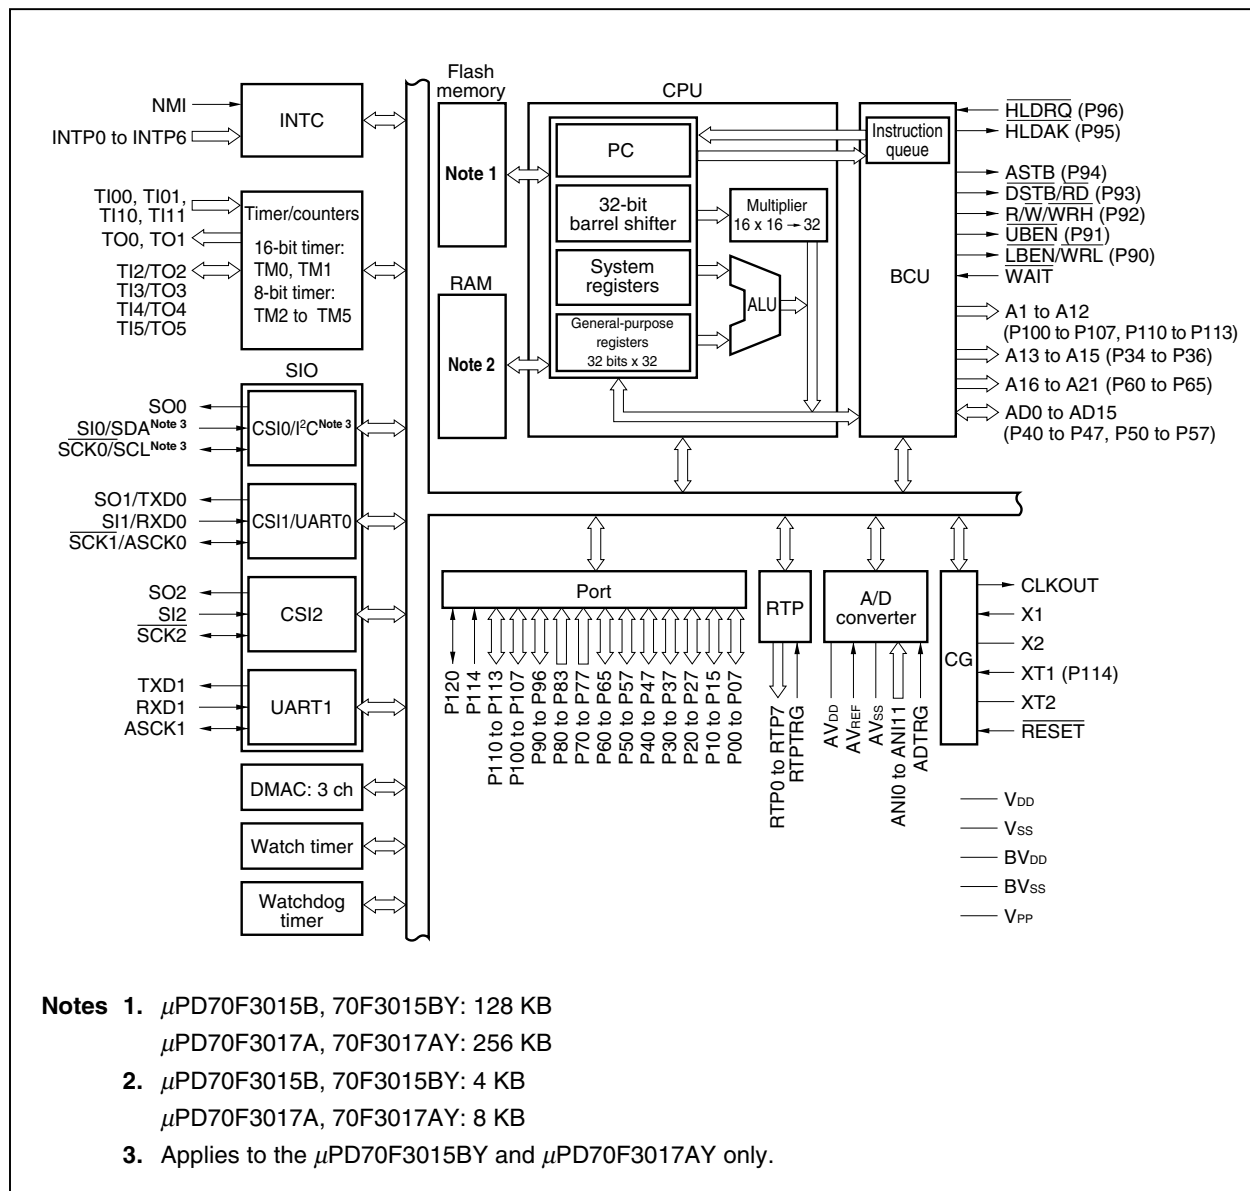 NMI
INTP0 to INTP6
INTC
TI00, TI01,
TI10, TI11
TO0, TO1
TI2/TO2
TI3/TO3
TI4/TO4
TI5/TO5
Timer/counters
16-bit timer:
TM0, TM1
8-bit timer:
TM2 to TM5
SIO
SO0
SI0/SDA Note 3
SCK0/SCL Note 3
CSI0/I²C Note 3
SO1/TXD0
SI1/RXD0
SCK1/ASCK0
CSI1/UART0
SO2
SI2
SCK2
CSI2
TXD1
RXD1
ASCK1
UART1
DMAC: 3 ch
Watch timer
Watchdog
timer
Flash
memory
Note 1
RAM
Note 2
CPU
PC
32-bit
barrel shifter
System
registers
General-purpose
registers
32 bits x 32
Multiplier
16 x 16 → 32
ALU
Instruction
queue
BCU
HLDRQ (P96)
HLDAK (P95)
ASTB (P94)
DSTB/RD (P93)
R/W/WRH (P92)
UBEN (P91)
LBEN/WRL (P90)
WAIT
A1 to A12
(P100 to P107, P110 to P113)
A13 to A15 (P34 to P36)
A16 to A21 (P60 to P65)
AD0 to AD15
(P40 to P47, P50 to P57)
Port
P120
P114
P110 to P113
P100 to P107
P90 to P96
P80 to P83
P70 to P77
P60 to P65
P50 to P57
P40 to P47
P30 to P37
P20 to P27
P10 to P15
P00 to P07
RTP
RTP0 to RTP7
RTPTRG
A/D
converter
AVDD
AVREF
AVSS
ANI0 to ANI11
ADTRG
CG
CLKOUT
X1
X2
XT1 (P114)
XT2
RESET
VDD
VSS
BVDD
BVSS
VPP
Notes 1. μPD70F3015B, 70F3015BY: 128 KB
μPD70F3017A, 70F3017AY: 256 KB
2. μPD70F3015B, 70F3015BY: 4 KB
μPD70F3017A, 70F3017AY: 8 KB
3. Applies to the μPD70F3015BY and μPD70F3017AY only.